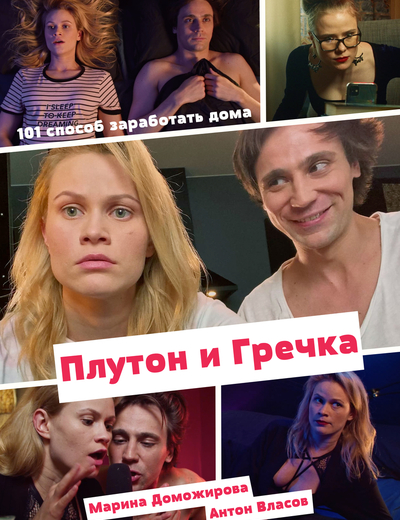 I SLEEP
TO KEEP
DREAMING
101 способ заработать дома
Плутон и Гречка
Марина Доможирова
Антон Власов